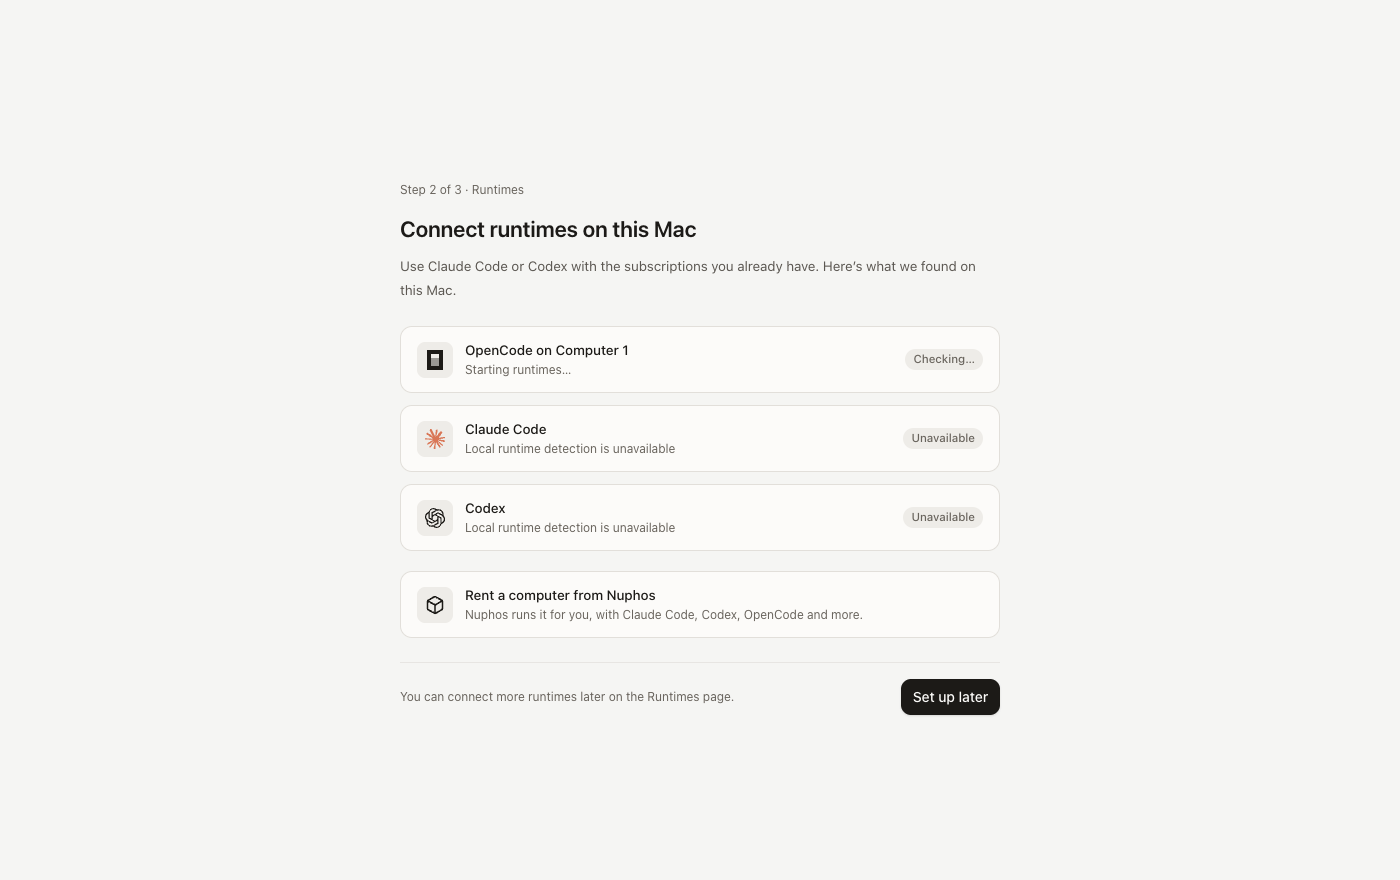 Step 2 of 3 · Runtimes
Connect runtimes on this Mac
Use Claude Code or Codex with the subscriptions you already have. Here's what we found on
this Mac.
OpenCode on Computer 1
Starting runtimes...
Checking...
Claude Code
Local runtime detection is unavailable
Unavailable
Codex
Local runtime detection is unavailable
Unavailable
Rent a computer from Nuphos
Nuphos runs it for you, with Claude Code, Codex, OpenCode and more.
You can connect more runtimes later on the Runtimes page.
Set up later